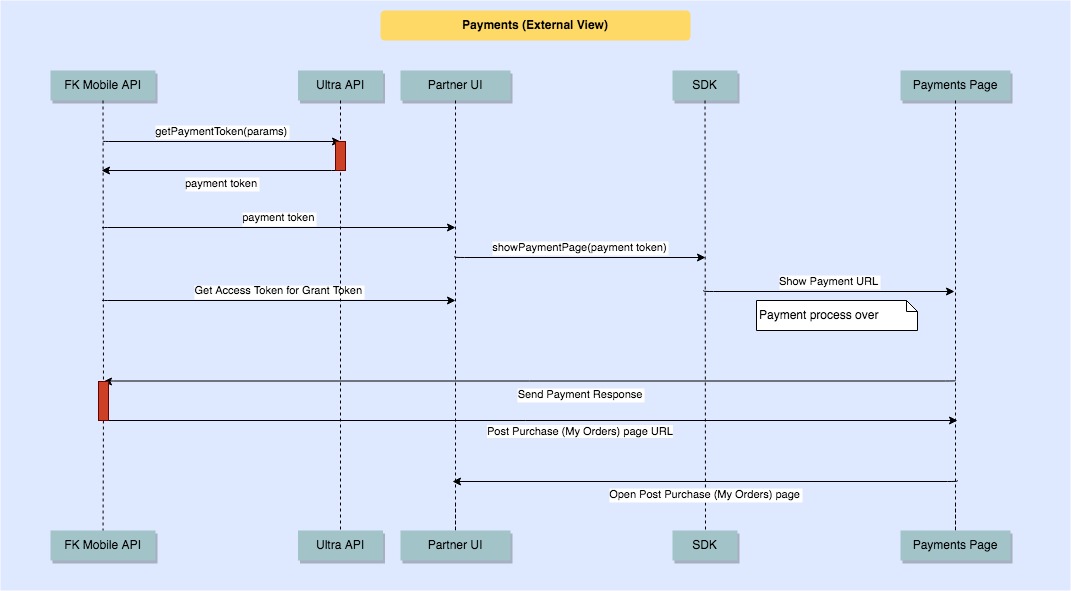 Payments (External View)
FK Mobile API
Ultra API
Partner UI
SDK
Payments Page
getPaymentToken(params)
payment token
payment token
showPaymentPage(payment token)
Show Payment URL
Get Access Token for Grant Token
Payment process over
Send Payment Response
Post Purchase (My Orders) page URL
Open Post Purchase (My Orders) page
FK Mobile API
Ultra API
Partner UI
SDK
Payments Page